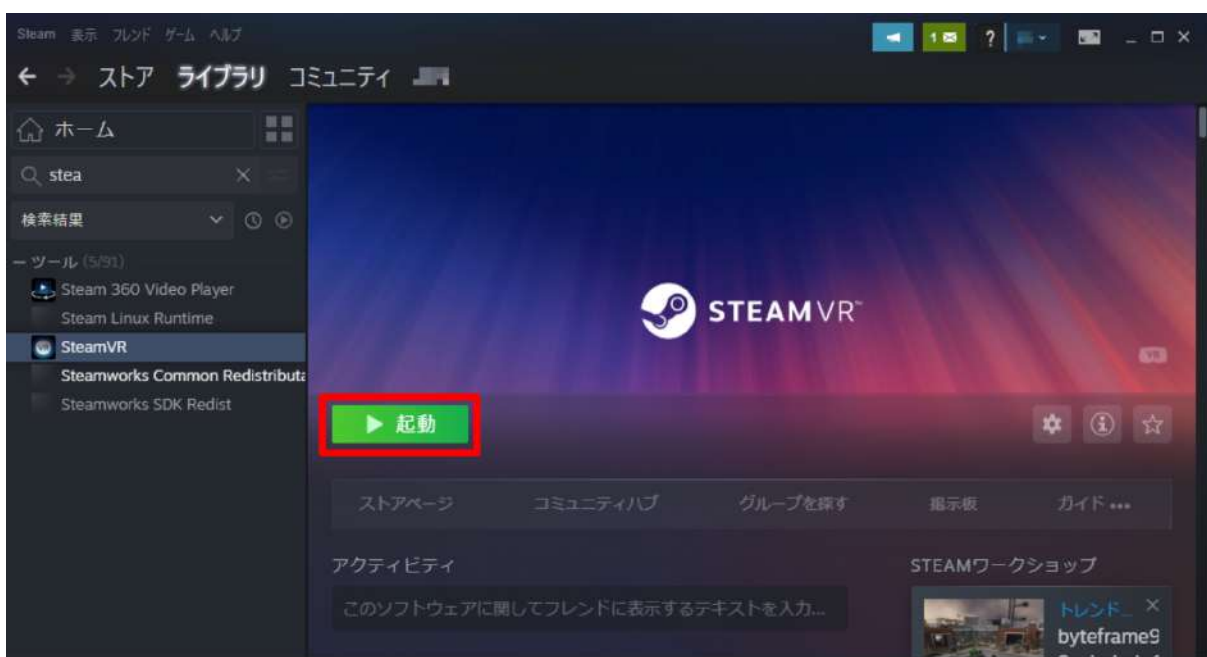 Steam 表示 フレンド ゲーム ヘルプ
1
?
ストア ライブラリ コミュニティ
ホーム
stea
検索結果
ツール (5/91)
Steam 360 Video Player
Steam Linux Runtime
SteamVR
Steamworks Common Redistributa
Steamworks SDK Redist
STEAMVR™
VR
起動
ストアページ コミュニティハブ グループを探す 掲示板 ガイド •••
アクティビティ
STEAMワークショップ
このソフトウェアに関してフレンドに表示するテキストを入力...
トレンド...
byteframe9